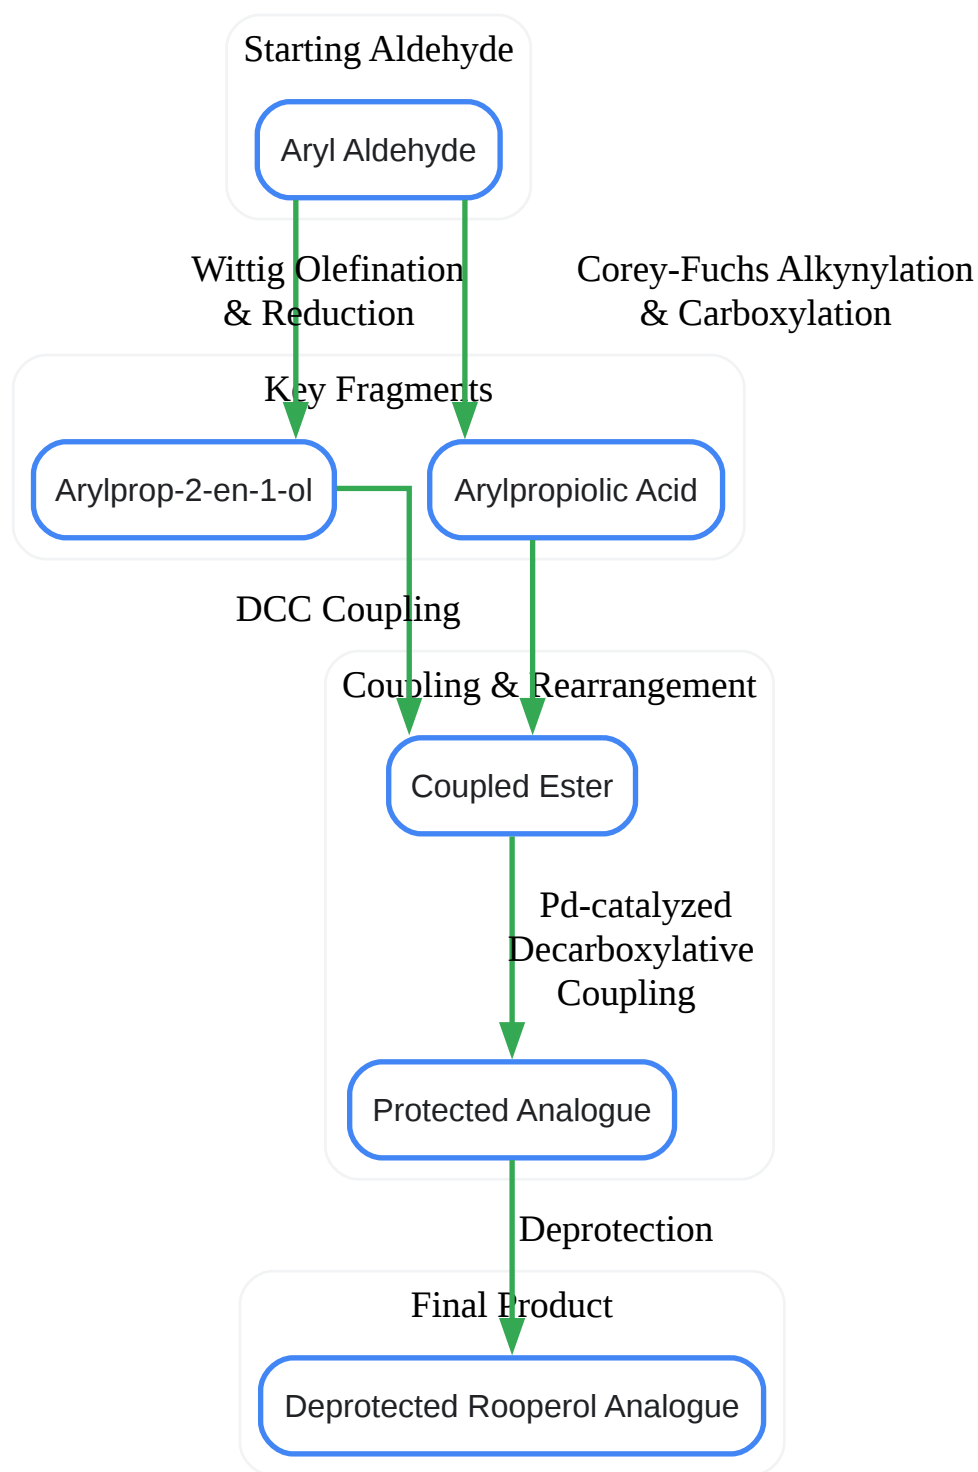 Starting Aldehyde
Aryl Aldehyde
Wittig Olefination
& Reduction
Corey-Fuchs Alkynylation
& Carboxylation
Key Fragments
Arylprop-2-en-1-ol
Arylpropiolic Acid
DCC Coupling
Coupling & Rearrangement
Coupled Ester
Pd-catalyzed
Decarboxylative
Coupling
Protected Analogue
Deprotection
Final Product
Deprotected Rooperol Analogue